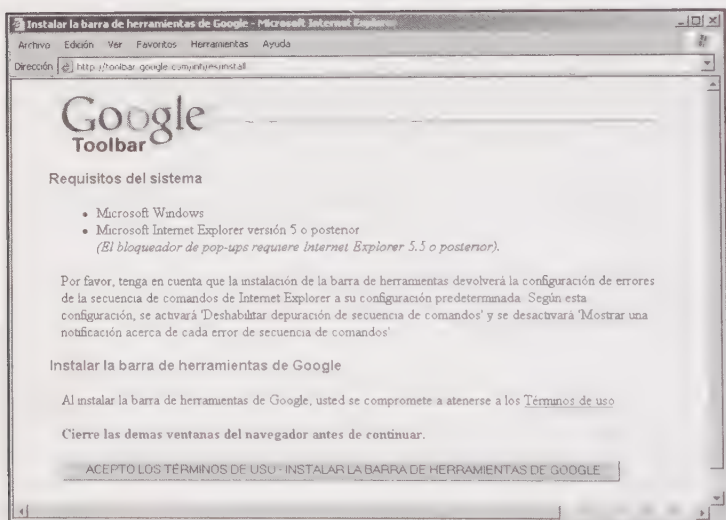 Instalar la barra de herramientas de Google - Microsoft Internet Explorer
Archivo Edición Ver Favoritos Herramientas Ayuda
Dirección http://toolbar.google.com/intl/es/install
Google
Toolbar
Requisitos del sistema
• Microsoft Windows
• Microsoft Internet Explorer versión 5 o posterior
(El bloqueador de pop-ups requiere Internet Explorer 5.5 o posterior).
Por favor, tenga en cuenta que la instalación de la barra de herramientas devolverá la configuración de errores
de la secuencia de comandos de Internet Explorer a su configuración predeterminada. Según esta
configuración, se activará 'Deshabilitar depuración de secuencia de comandos' y se desactivará 'Mostrar una
notificación acerca de cada error de secuencia de comandos'
Instalar la barra de herramientas de Google
Al instalar la barra de herramientas de Google, usted se compromete a atenerse a los Términos de uso
Cierre las demas ventanas del navegador antes de continuar.
ACEPTO LOS TÉRMINOS DE USO - INSTALAR LA BARRA DE HERRAMIENTAS DE GOOGLE